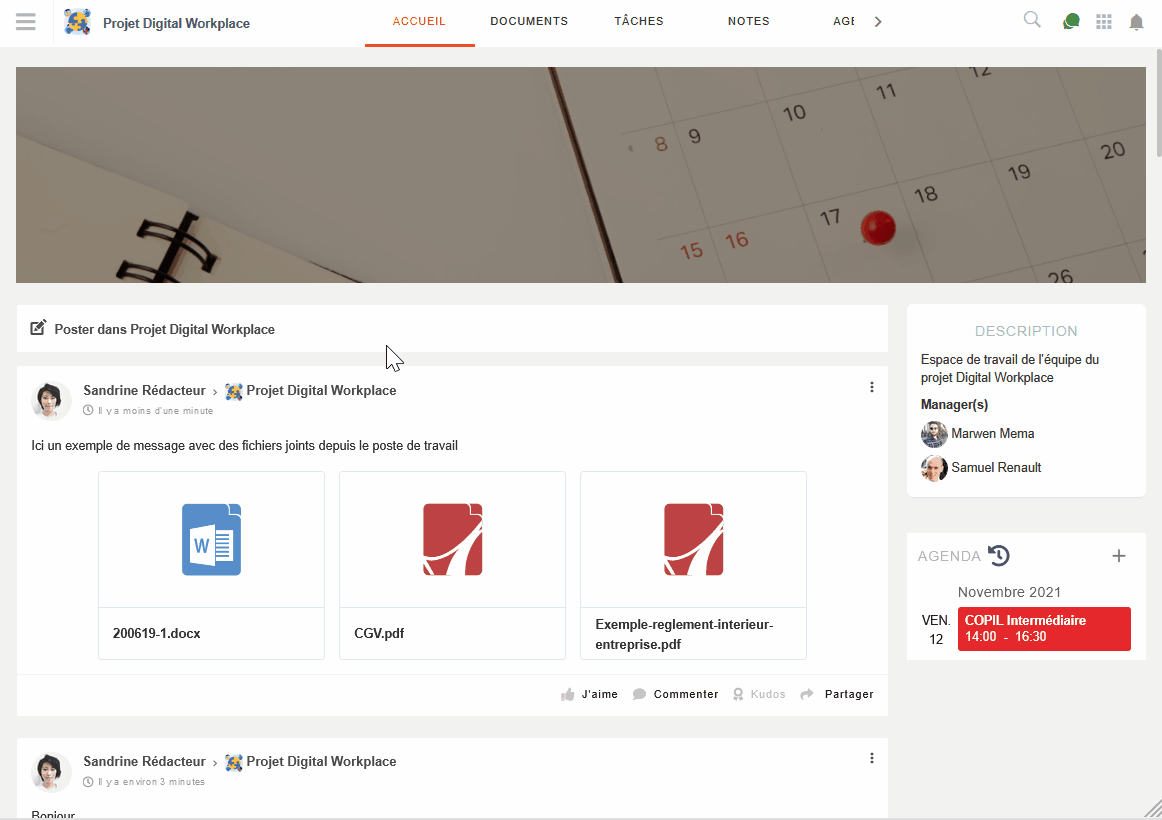 Projet Digital Workplace
ACCUEIL
DOCUMENTS
TÂCHES
NOTES
AGE
12
11
10
9
8
20
19
18
17
16
15
26
Poster dans Projet Digital Workplace
Sandrine Rédacteur › Projet Digital Workplace
Il y a moins d'une minute
Ici un exemple de message avec des fichiers joints depuis le poste de travail
W
200619-1.docx
CGV.pdf
Exemple-reglement-interieur-
entreprise.pdf
J'aime
Commenter
Kudos
Partager
Sandrine Rédacteur › Projet Digital Workplace
Il y a environ 3 minutes
Bonjour
DESCRIPTION
Espace de travail de l'équipe du
projet Digital Workplace
Manager(s)
Marwen Mema
Samuel Renault
AGENDA
Novembre 2021
VEN.
12
COPIL Intermédiaire
14:00 - 16:30